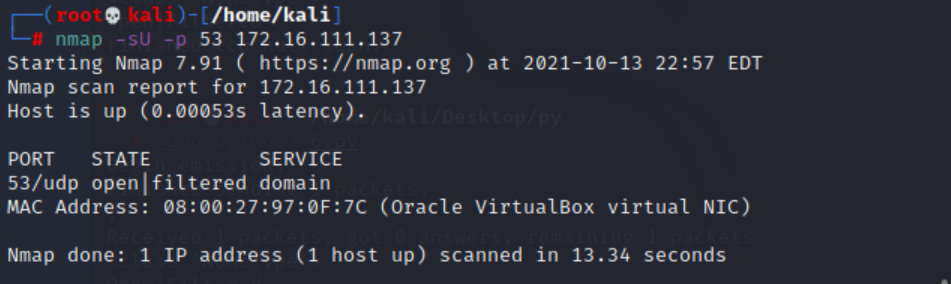 ┌──(root💀kali)-[/home/kali]
└─# nmap -sU -p 53 172.16.111.137
Starting Nmap 7.91 ( https://nmap.org ) at 2021-10-13 22:57 EDT
Nmap scan report for 172.16.111.137
Host is up (0.00053s latency).
PORT   STATE         SERVICE
53/udp open|filtered domain
MAC Address: 08:00:27:97:0F:7C (Oracle VirtualBox virtual NIC)
Nmap done: 1 IP address (1 host up) scanned in 13.34 seconds